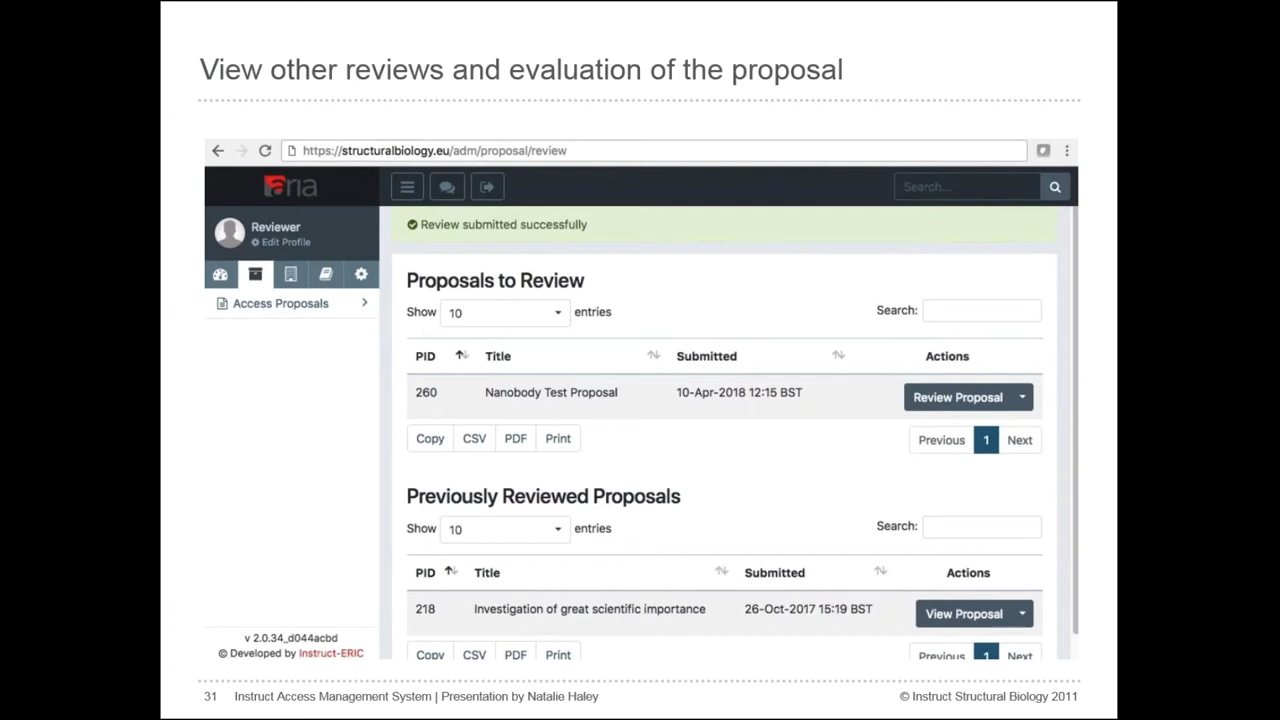 View other reviews and evaluation of the proposal
https://structuralbiology.eu/adm/proposal/review
aria
Search...
Reviewer
Edit Profile
Review submitted successfully
Access Proposals
Proposals to Review
Show 10 entries Search:
PID Title Submitted Actions
260 Nanobody Test Proposal 10-Apr-2018 12:15 BST Review Proposal
Copy CSV PDF Print Previous 1 Next
Previously Reviewed Proposals
Show 10 entries Search:
PID Title Submitted Actions
218 Investigation of great scientific importance 26-Oct-2017 15:19 BST View Proposal
Copy CSV PDF Print Previous 1 Next
v 2.0.34_d044acbd
© Developed by Instruct-ERIC
31 Instruct Access Management System | Presentation by Natalie Haley © Instruct Structural Biology 2011